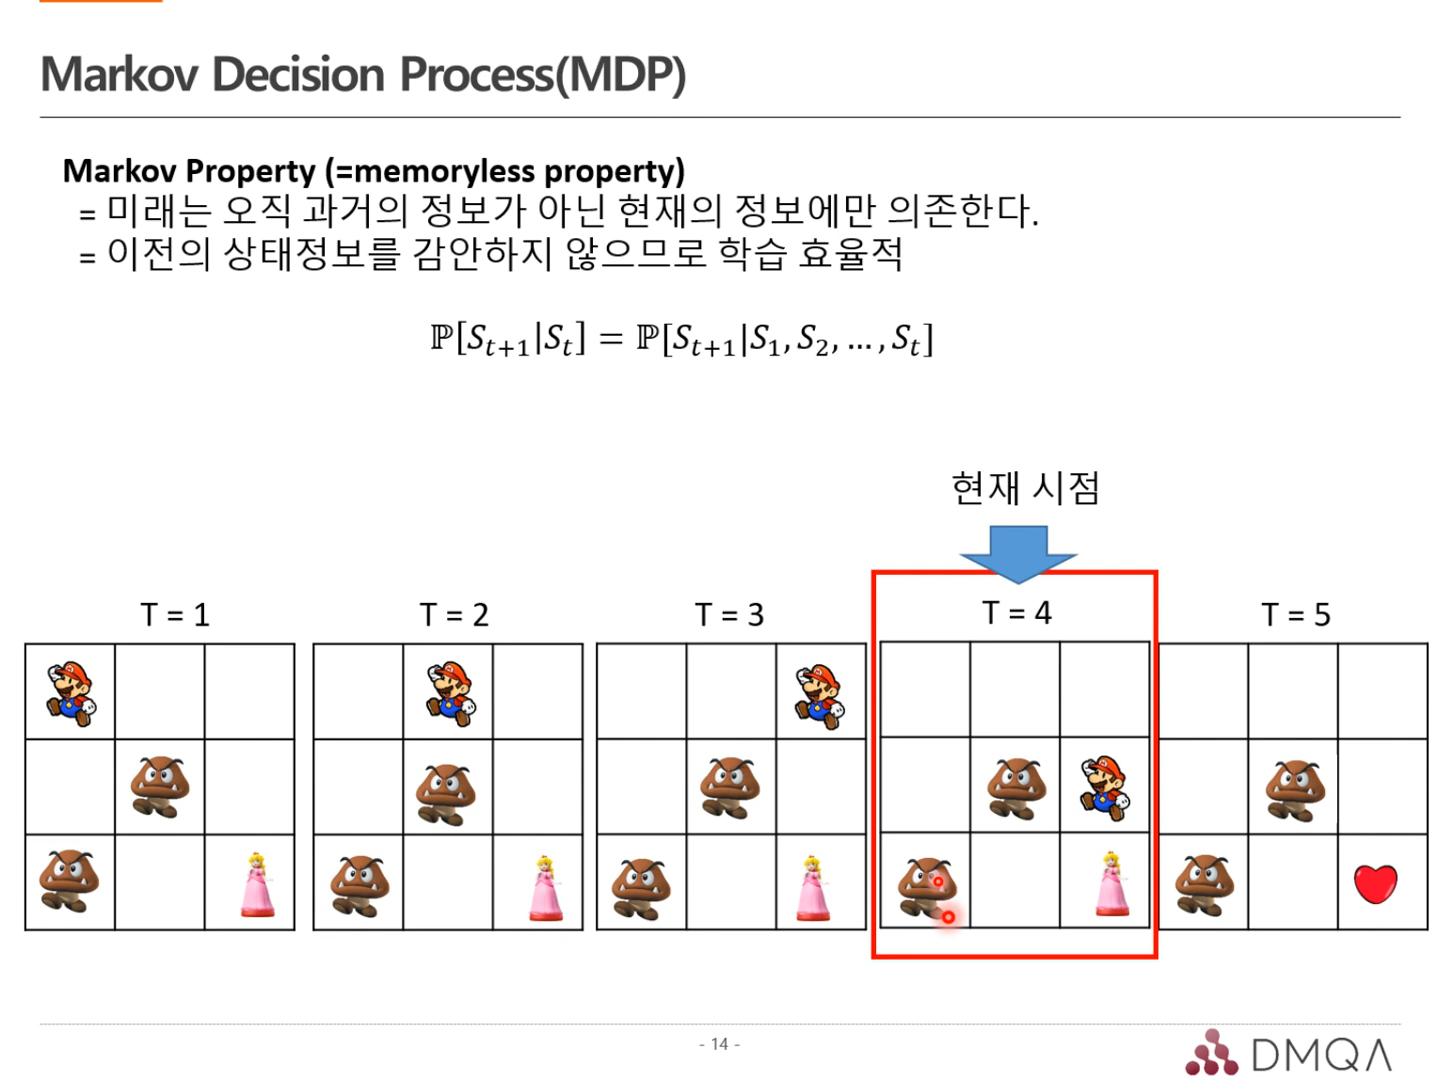 Markov Decision Process(MDP)
Markov Property (=memoryless property)
= 미래는 오직 과거의 정보가 아닌 현재의 정보에만 의존한다.
= 이전의 상태정보를 감안하지 않으므로 학습 효율적
ℙ[S_{t+1}|S_t] = ℙ[S_{t+1}|S_1, S_2, … , S_t]
현재 시점
T = 1 T = 2 T = 3 T = 4 T = 5
- 14 -
DMQA